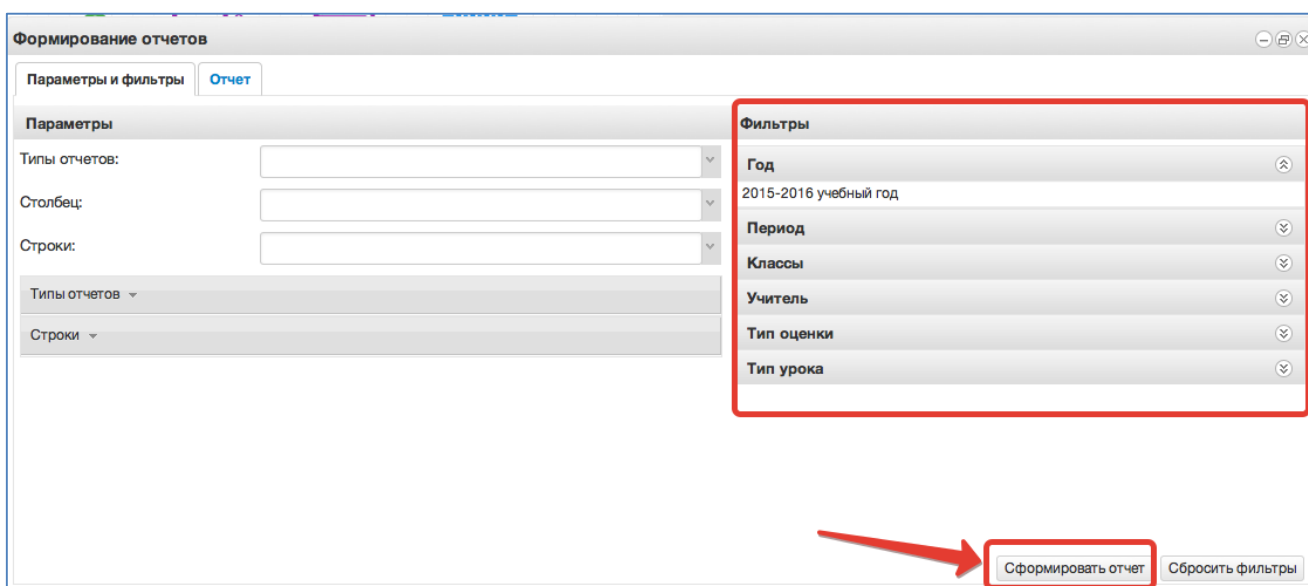 Формирование отчетов
Параметры и фильтры
Отчет
Параметры
Типы отчетов:
Столбец:
Строки:
Типы отчетов
Строки
Фильтры
Год
2015-2016 учебный год
Период
Классы
Учитель
Тип оценки
Тип урока
Сформировать отчет
Сбросить фильтры